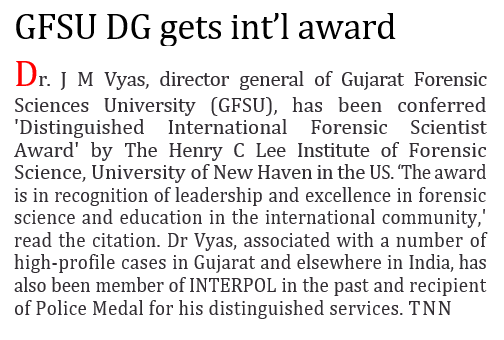 GFSU DG gets int’l award
Dr. J M Vyas, director general of Gujarat Forensic
Sciences University (GFSU), has been conferred
'Distinguished International Forensic Scientist
Award' by The Henry C Lee Institute of Forensic
Science, University of New Haven in the US. ‘The award
is in recognition of leadership and excellence in forensic
science and education in the international community,'
read the citation. Dr Vyas, associated with a number of
high-profile cases in Gujarat and elsewhere in India, has
also been member of INTERPOL in the past and recipient
of Police Medal for his distinguished services. TNN